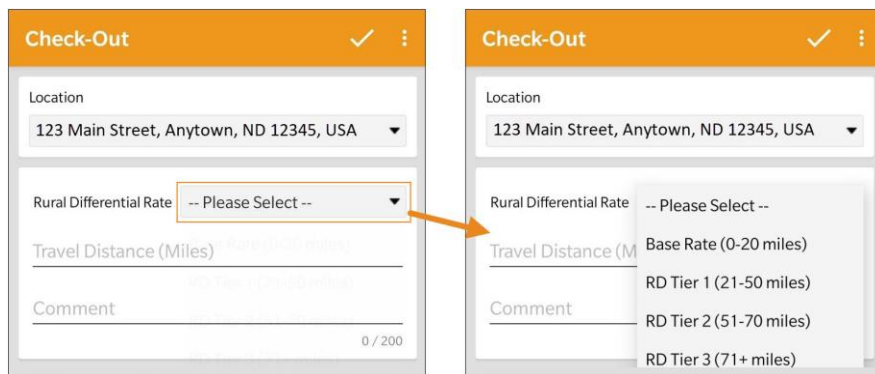 Check-Out
Location
123 Main Street, Anytown, ND 12345, USA
Rural Differential Rate -- Please Select --
Travel Distance (Miles)
Comment
0 / 200
Check-Out
Location
123 Main Street, Anytown, ND 12345, USA
Rural Differential Rate -- Please Select --
Base Rate (0-20 miles)
Travel Distance (M
RD Tier 1 (21-50 miles)
Comment
RD Tier 2 (51-70 miles)
RD Tier 3 (71+ miles)